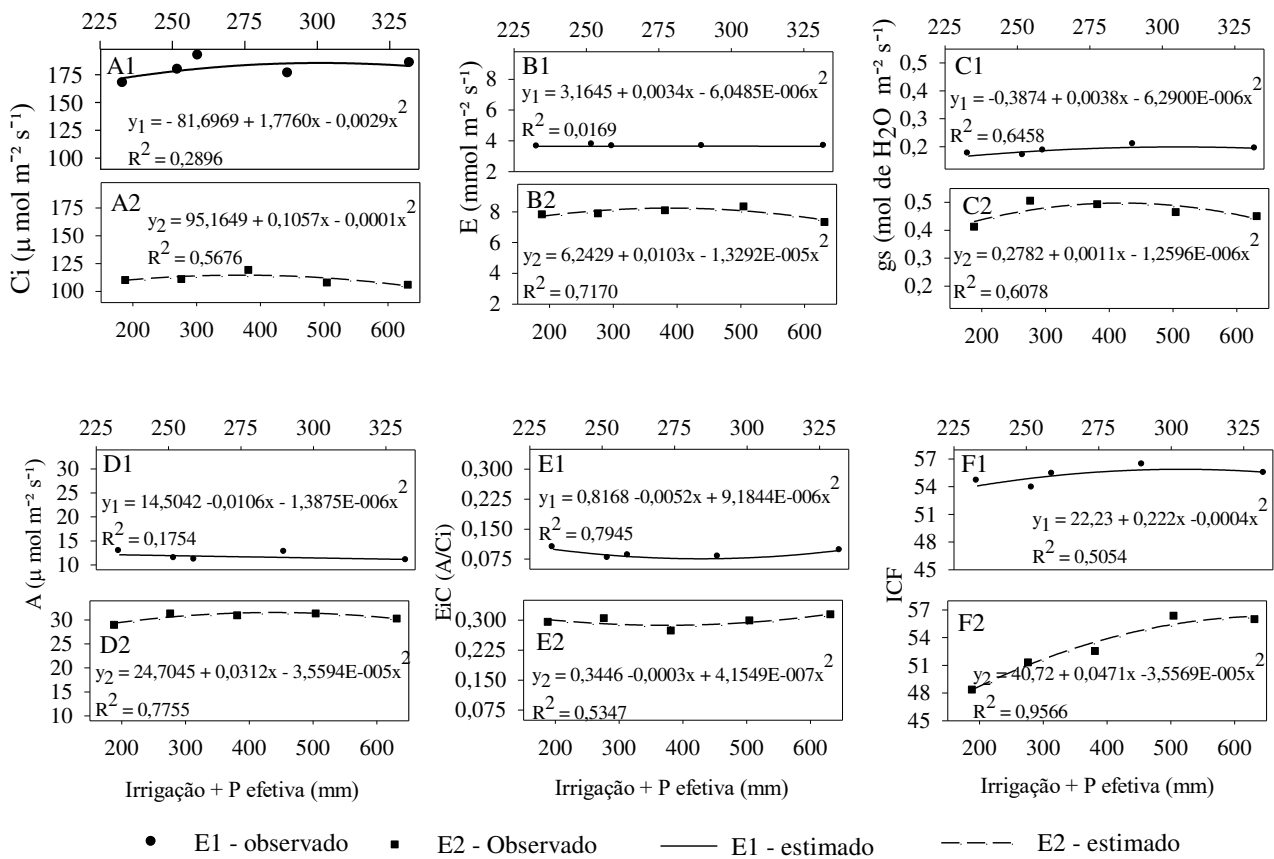 225 250 275 300 325
A1
175
150
125
100
y1 = - 81,6969 + 1,7760x - 0,0029x²
R² = 0,2896
A2
175
150
125
100
y2 = 95,1649 + 0,1057x - 0,0001x²
R² = 0,5676
Ci (μ mol m⁻² s⁻¹)
200 300 400 500 600
225 250 275 300 325
B1
8
6
4
2
y1 = 3,1645 + 0,0034x - 6,0485E-006x²
R² = 0,0169
B2
8
6
4
2
y2 = 6,2429 + 0,0103x - 1,3292E-005x²
R² = 0,7170
E (mmol m⁻² s⁻¹)
200 300 400 500 600
225 250 275 300 325
C1
0,5
0,4
0,3
0,2
y1 = -0,3874 + 0,0038x - 6,2900E-006x²
R² = 0,6458
C2
0,5
0,4
0,3
0,2
y2 = 0,2782 + 0,0011x - 1,2596E-006x²
R² = 0,6078
gs (mol de H2O m⁻² s⁻¹)
200 300 400 500 600
225 250 275 300 325
D1
30
25
20
15
10
y1 = 14,5042 -0,0106x - 1,3875E-006x²
R² = 0,1754
D2
30
25
20
15
10
y2 = 24,7045 + 0,0312x - 3,5594E-005x²
R² = 0,7755
A (μ mol m⁻² s⁻¹)
200 300 400 500 600
Irrigação + P efetiva (mm)
225 250 275 300 325
E1
0,300
0,225
0,150
0,075
y1 = 0,8168 -0,0052x + 9,1844E-006x²
R² = 0,7945
E2
0,300
0,225
0,150
0,075
y2 = 0,3446 -0,0003x + 4,1549E-007x²
R² = 0,5347
EiC (A/Ci)
200 300 400 500 600
Irrigação + P efetiva (mm)
225 250 275 300 325
F1
57
54
51
48
45
y1 = 22,23 + 0,222x -0,0004x²
R² = 0,5054
F2
57
54
51
48
45
y2 = 40,72 + 0,0471x -3,5569E-005x²
R² = 0,9566
ICF
200 300 400 500 600
Irrigação + P efetiva (mm)
E1 - observado E2 - Observado E1 - estimado E2 - estimado